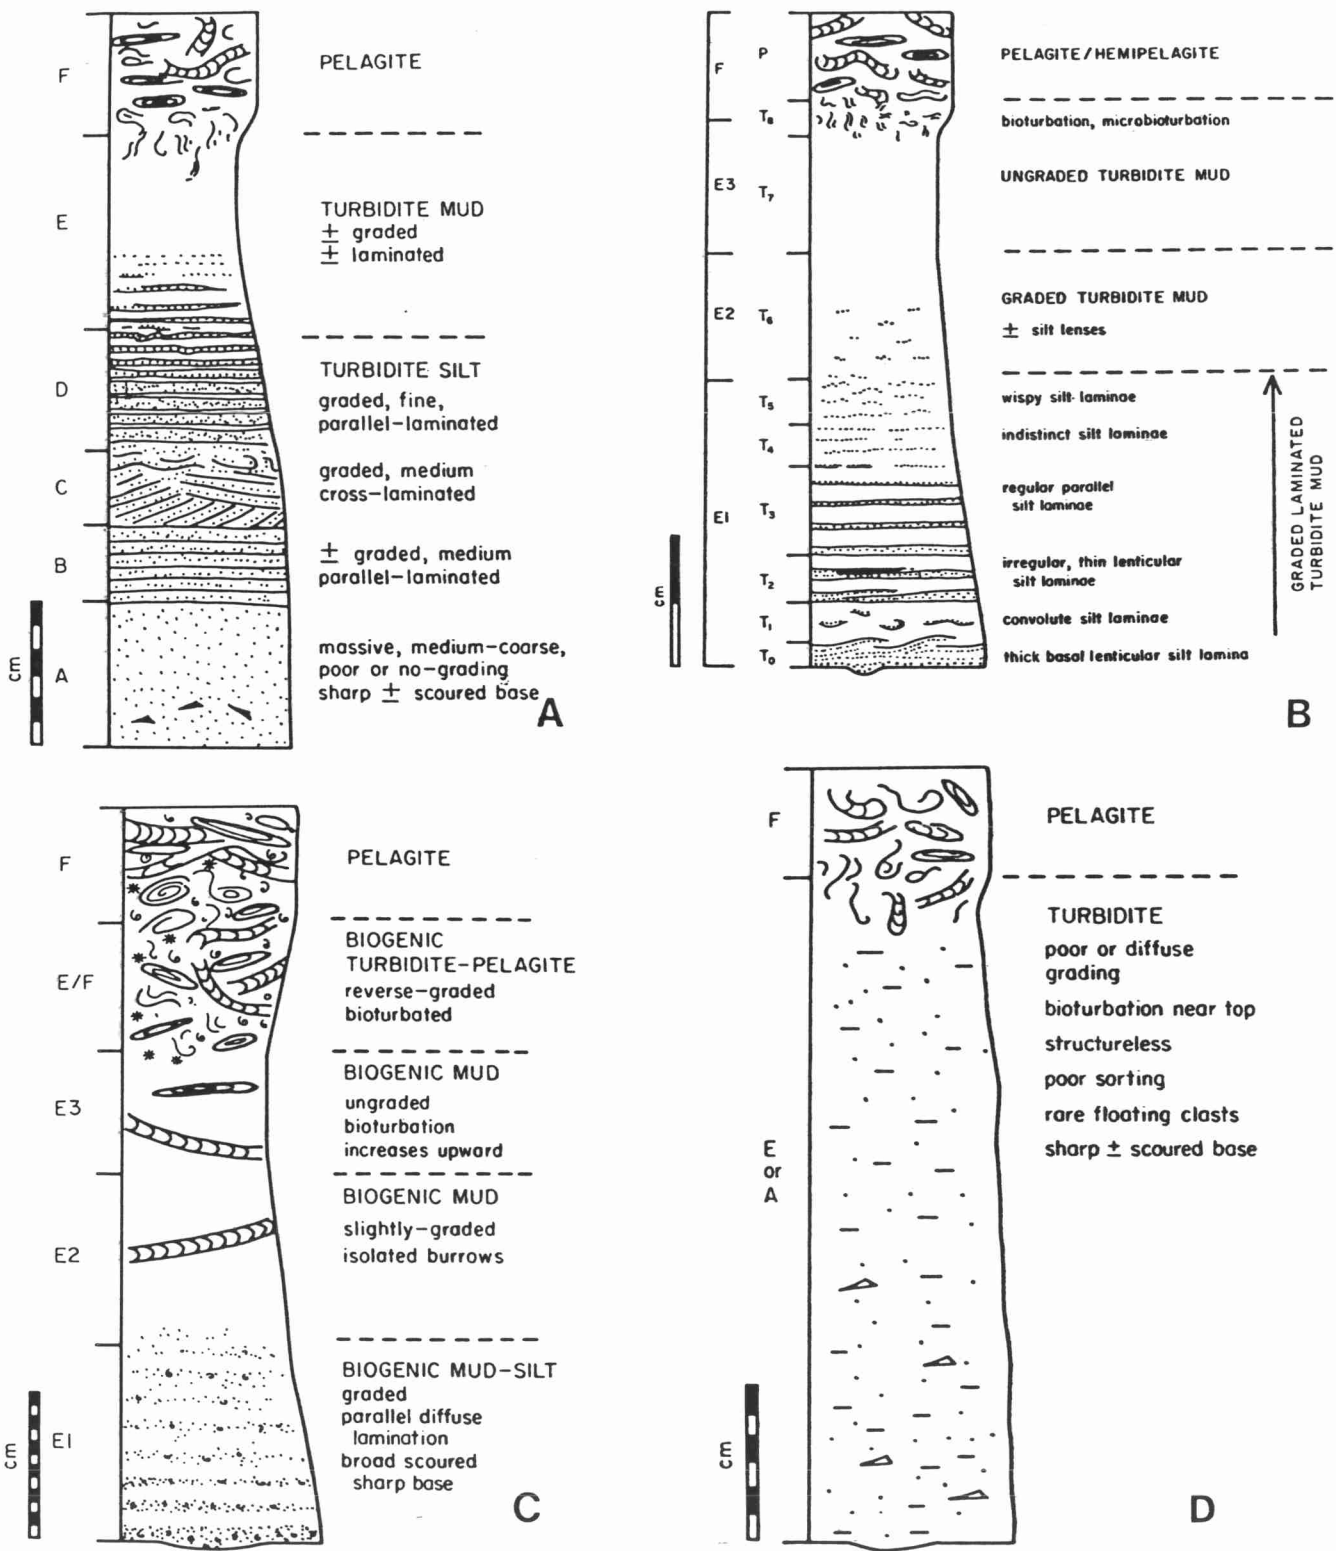 F
PELAGITE
E
TURBIDITE MUD
± graded
± laminated
D
TURBIDITE SILT
graded, fine,
parallel-laminated
C
graded, medium
cross-laminated
B
± graded, medium
parallel-laminated
A
massive, medium-coarse,
poor or no-grading
sharp ± scoured base
cm
A
F
P
PELAGITE/HEMIPELAGITE
T8
bioturbation, microbioturbation
E3
T7
UNGRADED TURBIDITE MUD
E2
T6
GRADED TURBIDITE MUD
± silt lenses
E1
T5
wispy silt laminae
T4
indistinct silt laminae
T3
regular parallel
silt laminae
T2
irregular, thin lenticular
silt laminae
T1
convolute silt laminae
T0
thick basal lenticular silt lamina
GRADED LAMINATED
TURBIDITE MUD
cm
B
F
PELAGITE
E/F
BIOGENIC
TURBIDITE-PELAGITE
reverse-graded
bioturbated
E3
BIOGENIC MUD
ungraded
bioturbation
increases upward
E2
BIOGENIC MUD
slightly-graded
isolated burrows
E1
BIOGENIC MUD-SILT
graded
parallel diffuse
lamination
broad scoured
sharp base
cm
C
F
PELAGITE
E
or
A
TURBIDITE
poor or diffuse
grading
bioturbation near top
structureless
poor sorting
rare floating clasts
sharp ± scoured base
cm
D